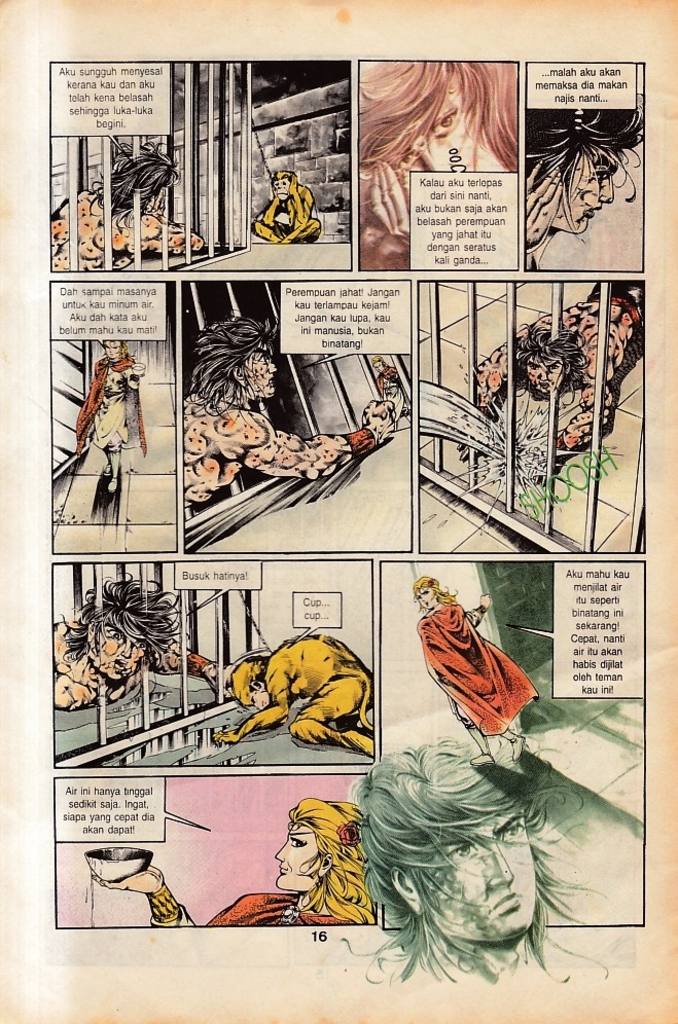 Aku sungguh menyesal
kerana kau dan aku
telah kena belasah
sehingga luka-luka
begini.
Kalau aku terlepas
dari sini nanti,
aku bukan saja akan
belasah perempuan
yang jahat itu
dengan seratus
kali ganda...
...malah aku akan
memaksa dia makan
najis nanti...
Dah sampai masanya
untuk kau minum air.
Aku dah kata aku
belum mahu kau mati!
Perempuan jahat! Jangan
kau terlampau kejam!
Jangan kau lupa, kau
ini manusia, bukan
binatang!
SHOOSH
Busuk hatinya!
Cup...
cup...
Aku mahu kau
menjilat air
itu seperti
binatang ini
sekarang!
Cepat, nanti
air itu akan
habis dijilat
oleh teman
kau ini!
Air ini hanya tinggal
sedikit saja. Ingat,
siapa yang cepat dia
akan dapat!
16